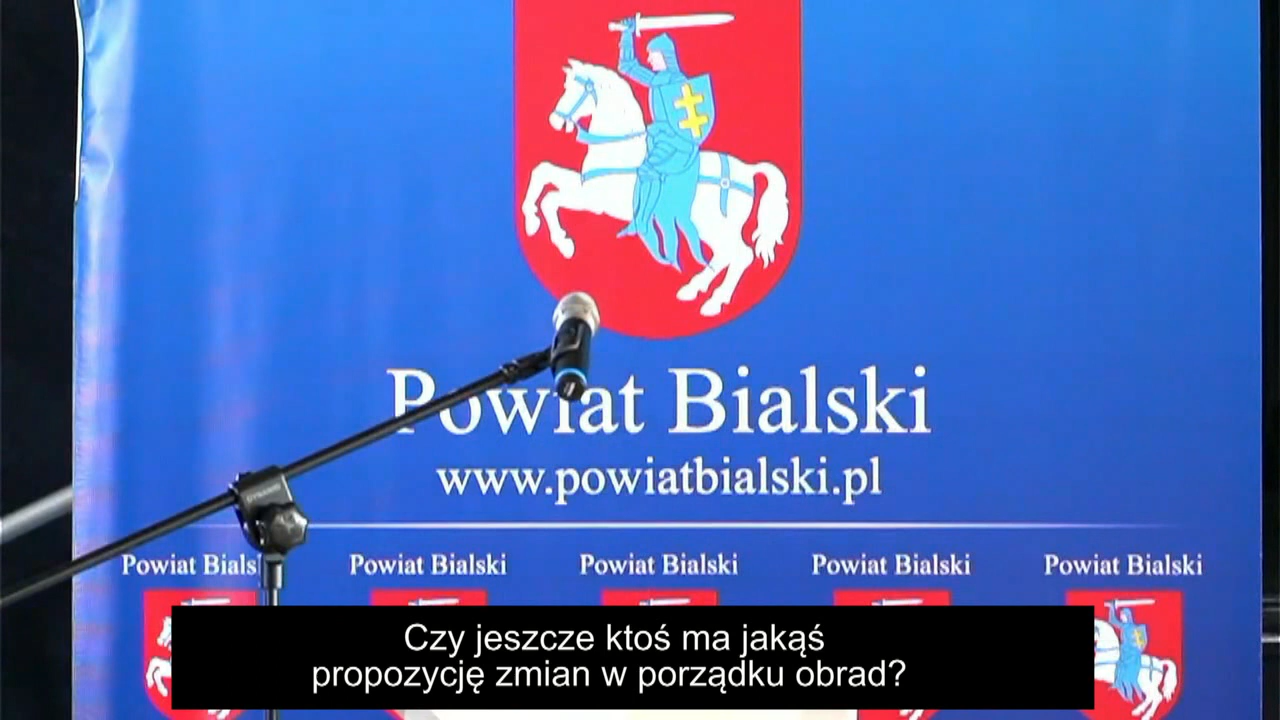 Powiat Bialski
www.powiatbialski.pl
Powiat Bialski
Powiat Bialski
Powiat Bialski
Powiat Bialski
Powiat Bialski
Czy jeszcze ktoś ma jakąś
propozycję zmian w porządku obrad?